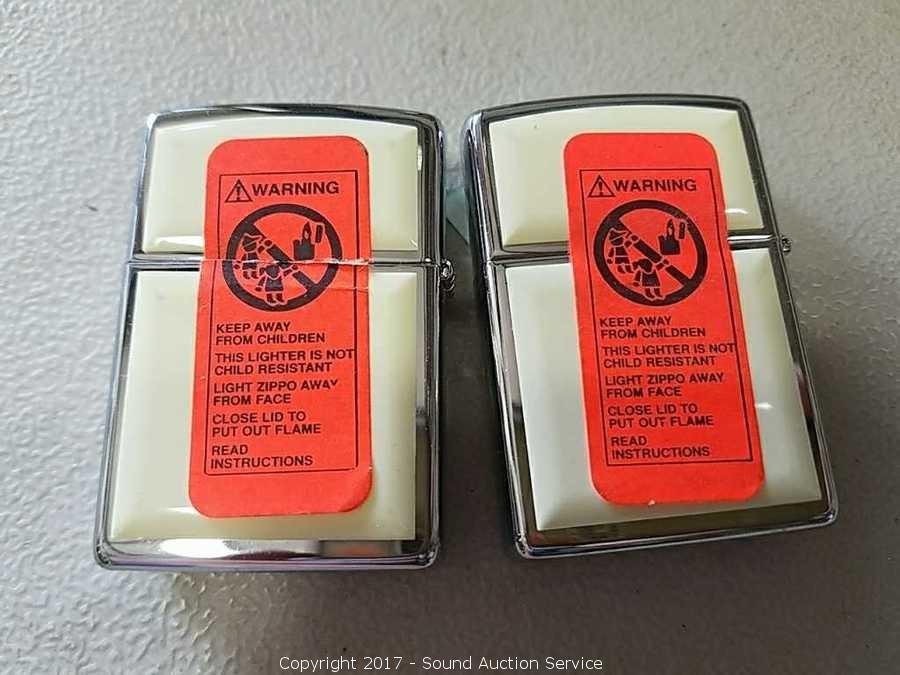 WARNING
KEEP AWAY
FROM CHILDREN
THIS LIGHTER IS NOT
CHILD RESISTANT
LIGHT ZIPPO AWAY
FROM FACE
CLOSE LID TO
PUT OUT FLAME
READ
INSTRUCTIONS
WARNING
KEEP AWAY
FROM CHILDREN
THIS LIGHTER IS NOT
CHILD RESISTANT
LIGHT ZIPPO AWAY
FROM FACE
CLOSE LID TO
PUT OUT FLAME
READ
INSTRUCTIONS
Copyright 2017 - Sound Auction Service